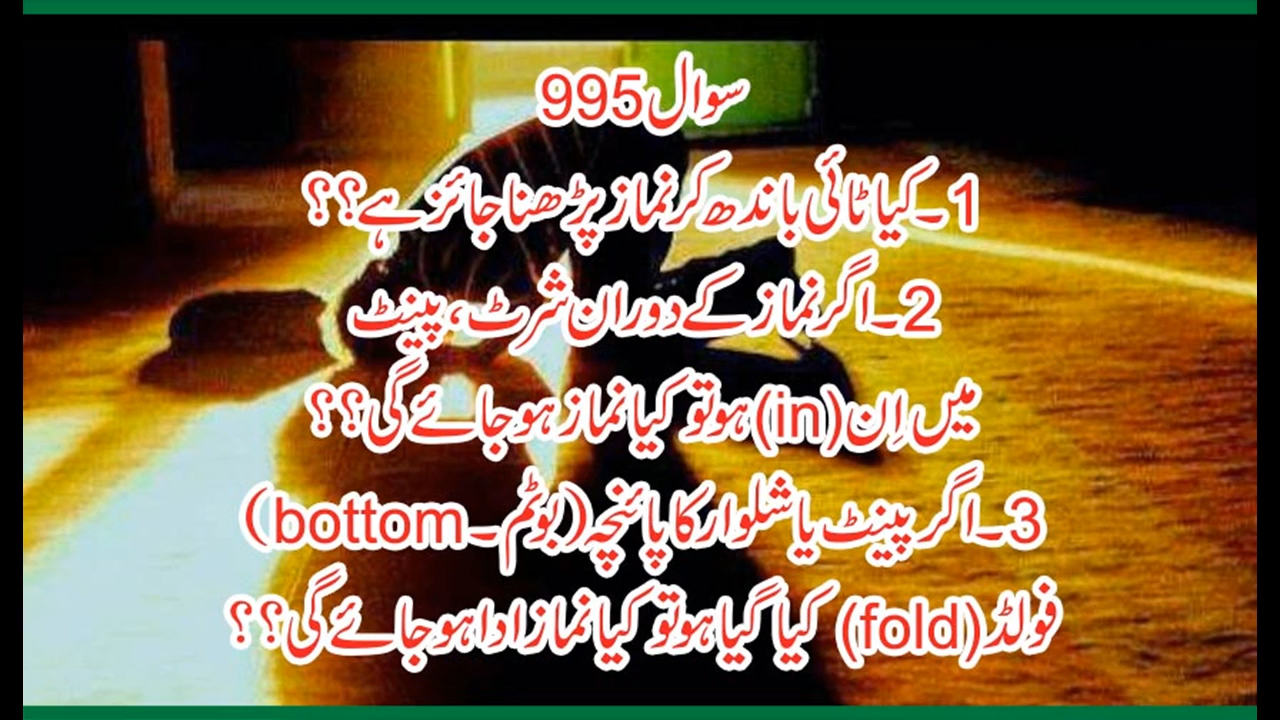 سوال995
1۔کیا ٹائی باندھ کر نماز پڑھنا جائز ہے؟؟
2۔اگر نماز کے دوران شرٹ، پینٹ
میں اِن(in) ہو تو کیا نماز ہو جائے گی؟؟
3۔اگر پینٹ یا شلوار کا پائنچہ(بوٹم۔bottom)
فولڈ(fold) کیا گیا ہو تو کیا نماز ادا ہو جائے گی؟؟